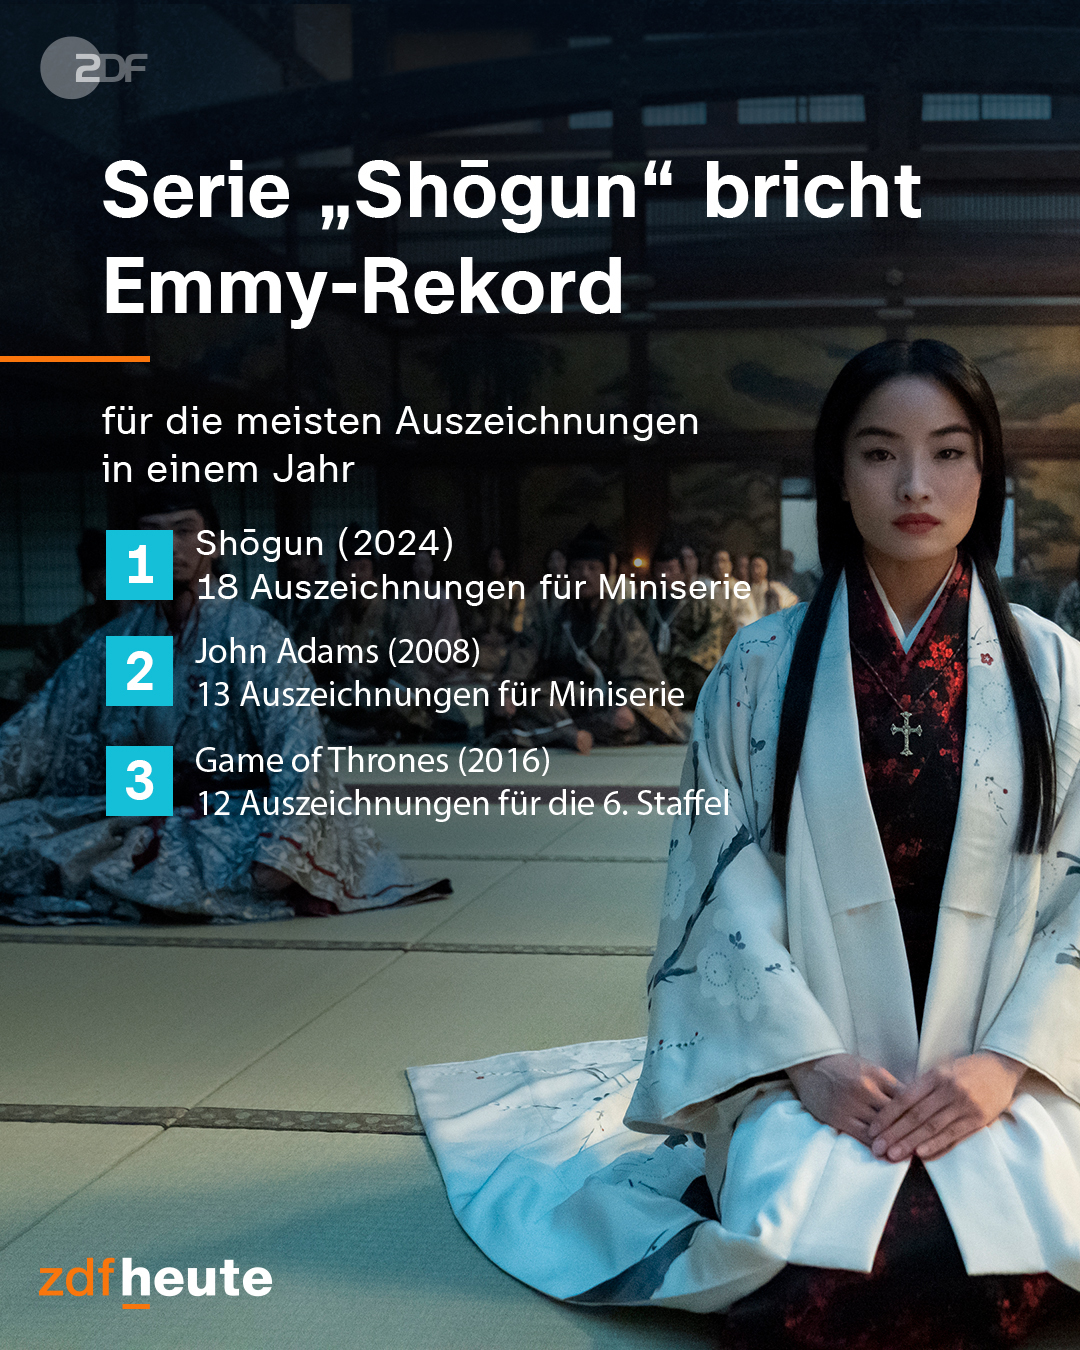 ZDF
Serie „Shōgun“ bricht
Emmy-Rekord
für die meisten Auszeichnungen
in einem Jahr
1 Shōgun (2024)
18 Auszeichnungen für Miniserie
2 John Adams (2008)
13 Auszeichnungen für Miniserie
3 Game of Thrones (2016)
12 Auszeichnungen für die 6. Staffel
zdfheute